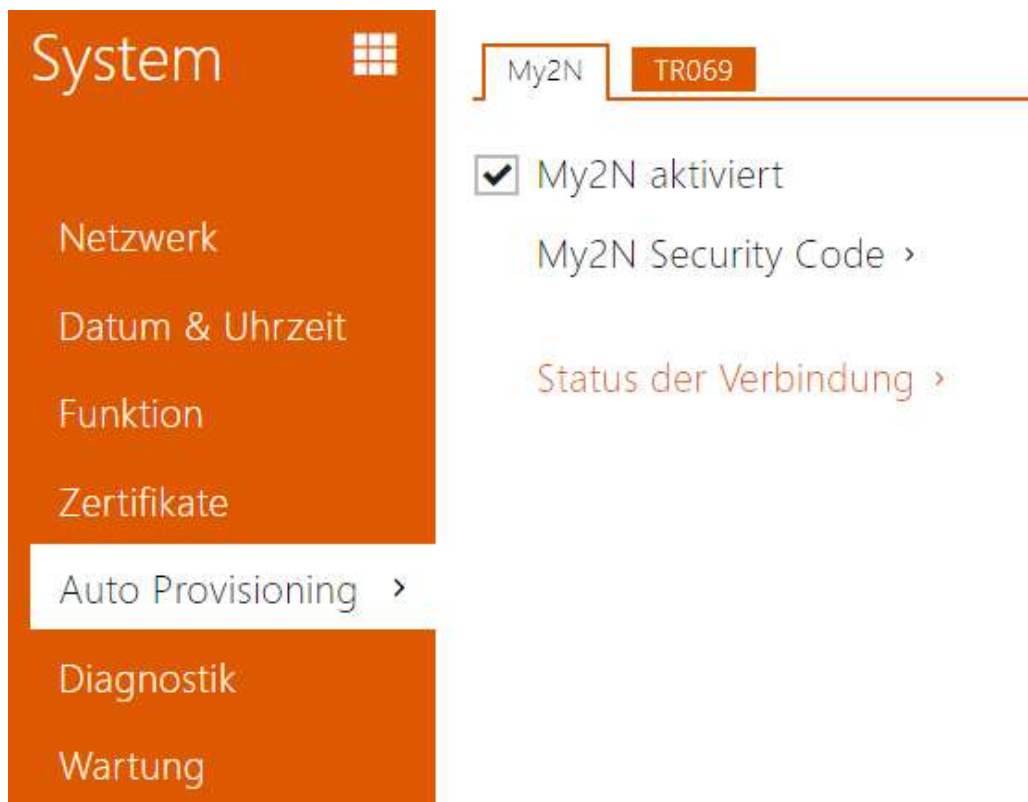 System
Netzwerk
Datum & Uhrzeit
Funktion
Zertifikate
Auto Provisioning >
Diagnostik
Wartung
My2N
TR069
My2N aktiviert
My2N Security Code >
Status der Verbindung >